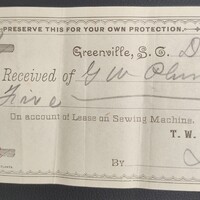 PRESERVE THIS FOR YOUR OWN PROTECTION.
Greenville, S. C. D
Received of G W
Five
On account of Lease on Sewing Machine.
T. W.
BY